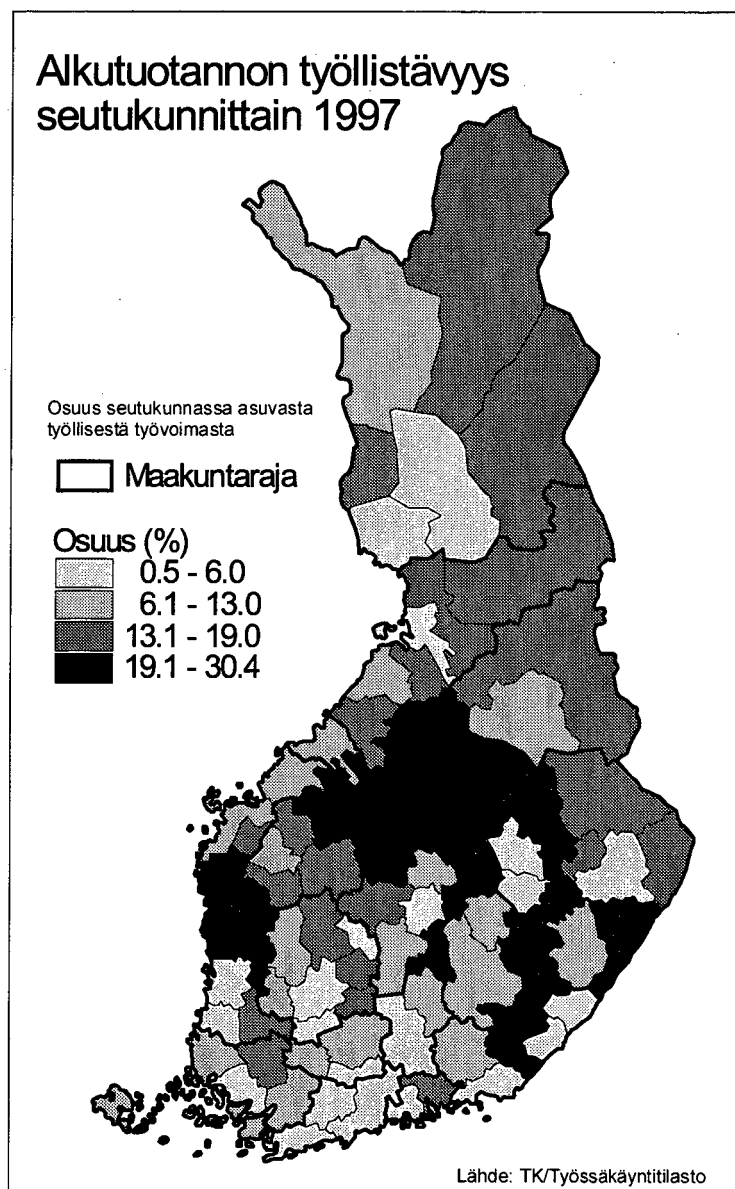 Alkutuotannon työllistävyys
seutukunnittain 1997
Osuus seutukunnassa asuvasta
työllisestä työvoimasta
Maakuntaraja
Osuus (%)
0.5 - 6.0
6.1 - 13.0
13.1 - 19.0
19.1 - 30.4
Lähde: TK/Työssäkäyntitilasto